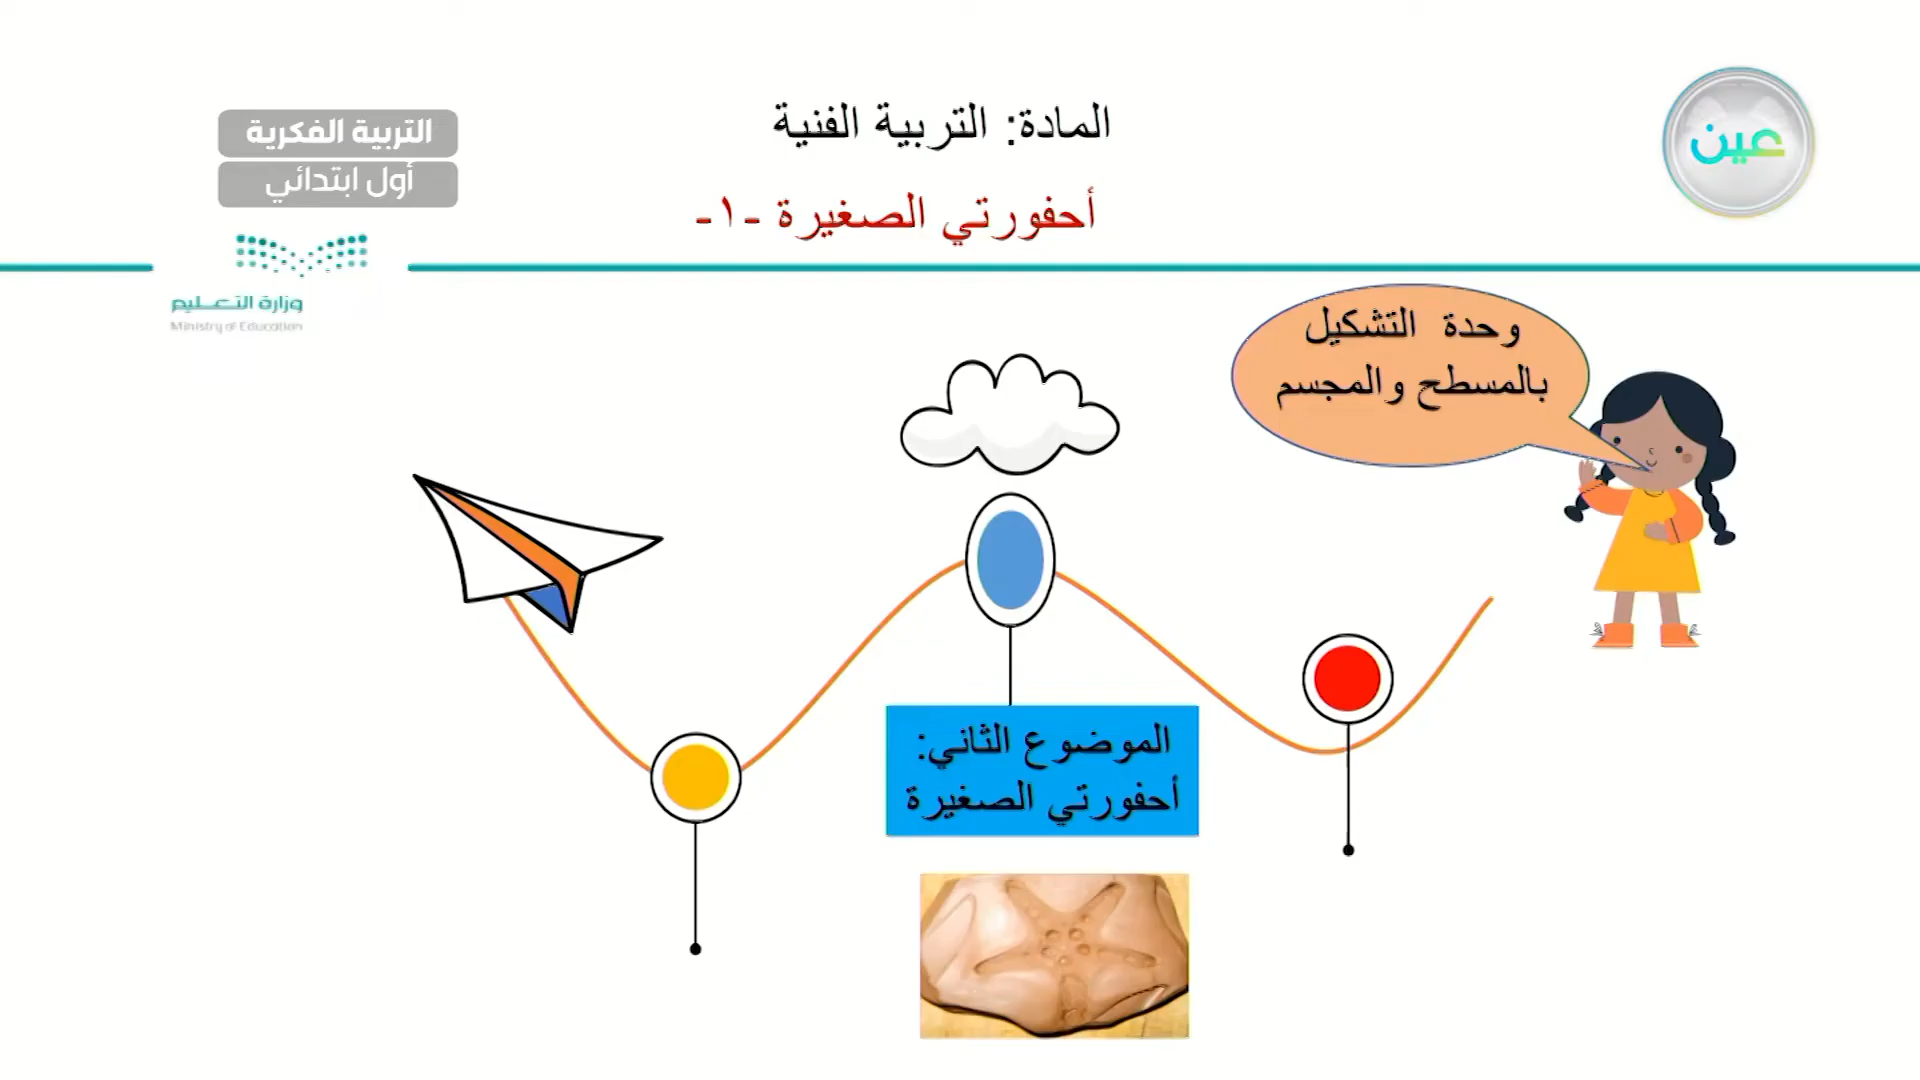 عين
المادة: التربية الفنية
أحفورتي الصغيرة -١-
التربية الفكرية
أول ابتدائي
وزارة التعليم
Ministry of Education
وحدة التشكيل
بالمسطح والمجسم
الموضوع الثاني:
أحفورتي الصغيرة